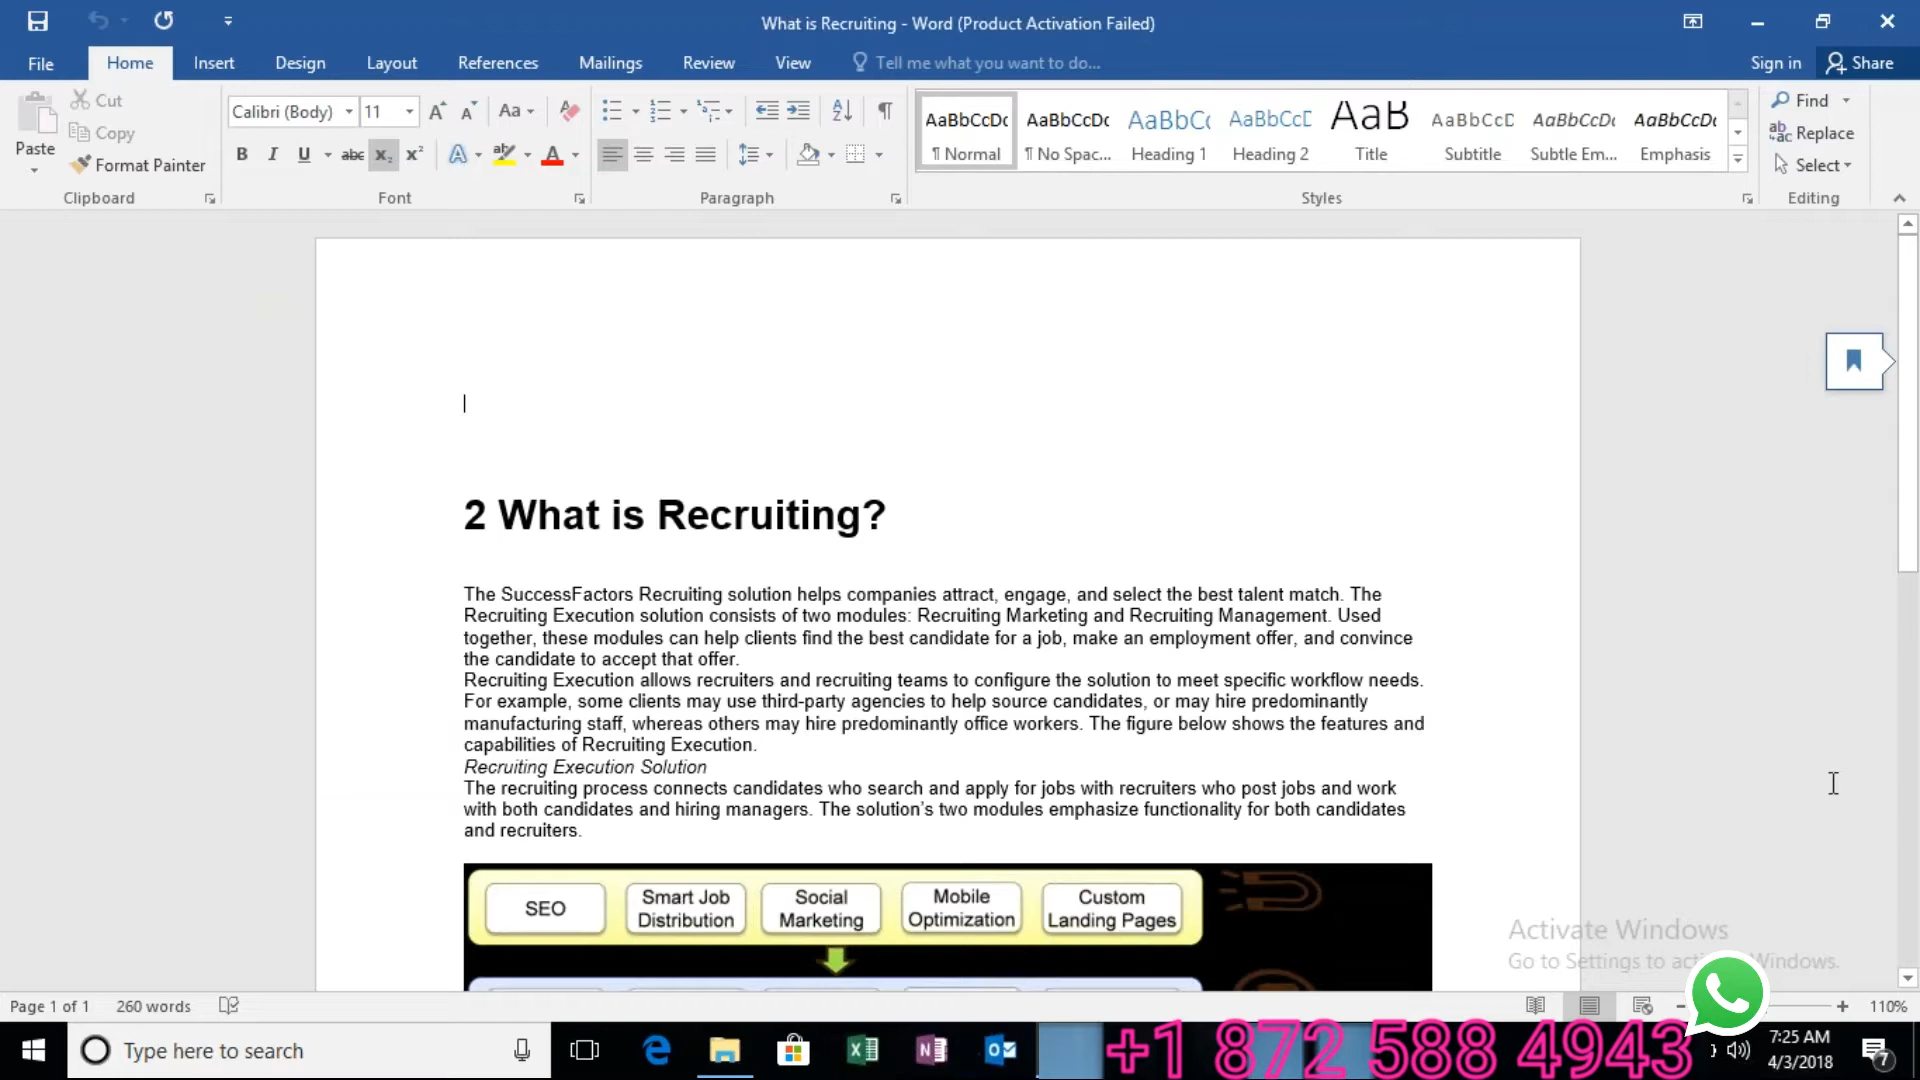 What is Recruiting - Word (Product Activation Failed)
File Home Insert Design Layout References Mailings Review View Tell me what you want to do... Sign in Share
Paste
Cut
Copy
Format Painter
Clipboard
Calibri (Body) 11
Font
Paragraph
AaBbCcDc AaBbCcDc AaBbCc AaBbCcD AaB AaBbCcD AaBbCcDc AaBbCcDc
¶ Normal ¶ No Spac... Heading 1 Heading 2 Title Subtitle Subtle Em... Emphasis
Styles
Find
Replace
Select
Editing
2 What is Recruiting?
The SuccessFactors Recruiting solution helps companies attract, engage, and select the best talent match. The
Recruiting Execution solution consists of two modules: Recruiting Marketing and Recruiting Management. Used
together, these modules can help clients find the best candidate for a job, make an employment offer, and convince
the candidate to accept that offer.
Recruiting Execution allows recruiters and recruiting teams to configure the solution to meet specific workflow needs.
For example, some clients may use third-party agencies to help source candidates, or may hire predominantly
manufacturing staff, whereas others may hire predominantly office workers. The figure below shows the features and
capabilities of Recruiting Execution.
Recruiting Execution Solution
The recruiting process connects candidates who search and apply for jobs with recruiters who post jobs and work
with both candidates and hiring managers. The solution’s two modules emphasize functionality for both candidates
and recruiters.
SEO
Smart Job
Distribution
Social
Marketing
Mobile
Optimization
Custom
Landing Pages
Activate Windows
Go to Settings to Windows.
Page 1 of 1 260 words 110%
Type here to search
+1 872 588 4943
7:25 AM
4/3/2018
7